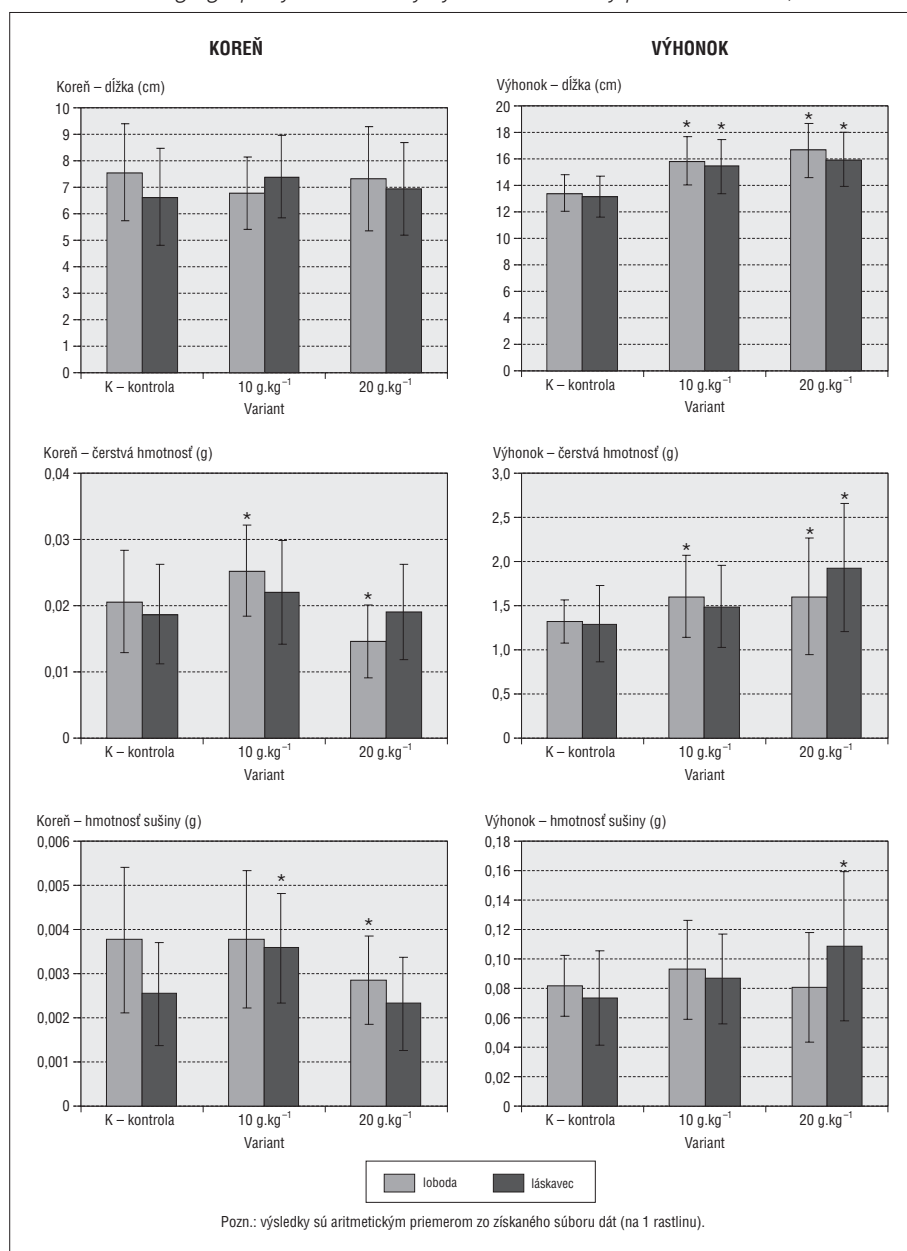 KOREŇ
VÝHONOK
Koreň – dĺžka (cm)
10
9
8
7
6
5
4
3
2
1
0
K – kontrola
10 g.kg⁻¹
20 g.kg⁻¹
Variant
Výhonok – dĺžka (cm)
20
18
16
14
12
10
8
6
4
2
0
* * * *
K – kontrola
10 g.kg⁻¹
20 g.kg⁻¹
Variant
Koreň – čerstvá hmotnosť (g)
0,04
0,03
0,02
0,01
0
* *
K – kontrola
10 g.kg⁻¹
20 g.kg⁻¹
Variant
Výhonok – čerstvá hmotnosť (g)
3,0
2,5
2,0
1,5
1,0
0,5
0
* * *
K – kontrola
10 g.kg⁻¹
20 g.kg⁻¹
Variant
Koreň – hmotnosť sušiny (g)
0,006
0,005
0,004
0,003
0,002
0,001
0
* *
K – kontrola
10 g.kg⁻¹
20 g.kg⁻¹
Variant
Výhonok – hmotnosť sušiny (g)
0,18
0,16
0,14
0,12
0,10
0,08
0,06
0,04
0,02
0
*
K – kontrola
10 g.kg⁻¹
20 g.kg⁻¹
Variant
loboda
láskavec
Pozn.: výsledky sú aritmetickým priemerom zo získaného súboru dát (na 1 rastlinu).